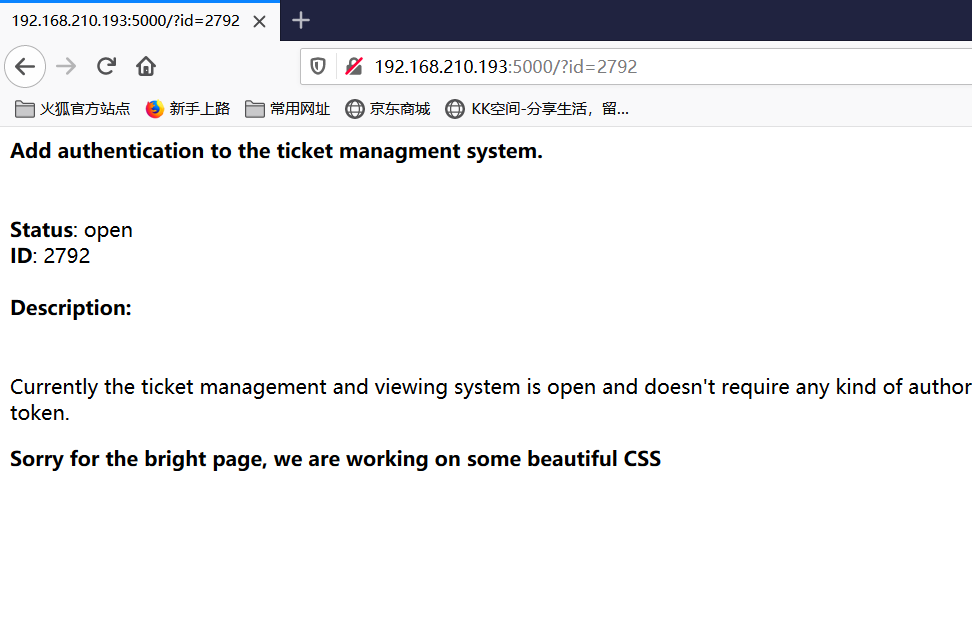 192.168.210.193:5000/?id=2792
192.168.210.193:5000/?id=2792
火狐官方站点 新手上路 常用网址 京东商城 KK空间-分享生活，留...
Add authentication to the ticket managment system.
Status: open
ID: 2792
Description:
Currently the ticket management and viewing system is open and doesn't require any kind of author
token.
Sorry for the bright page, we are working on some beautiful CSS